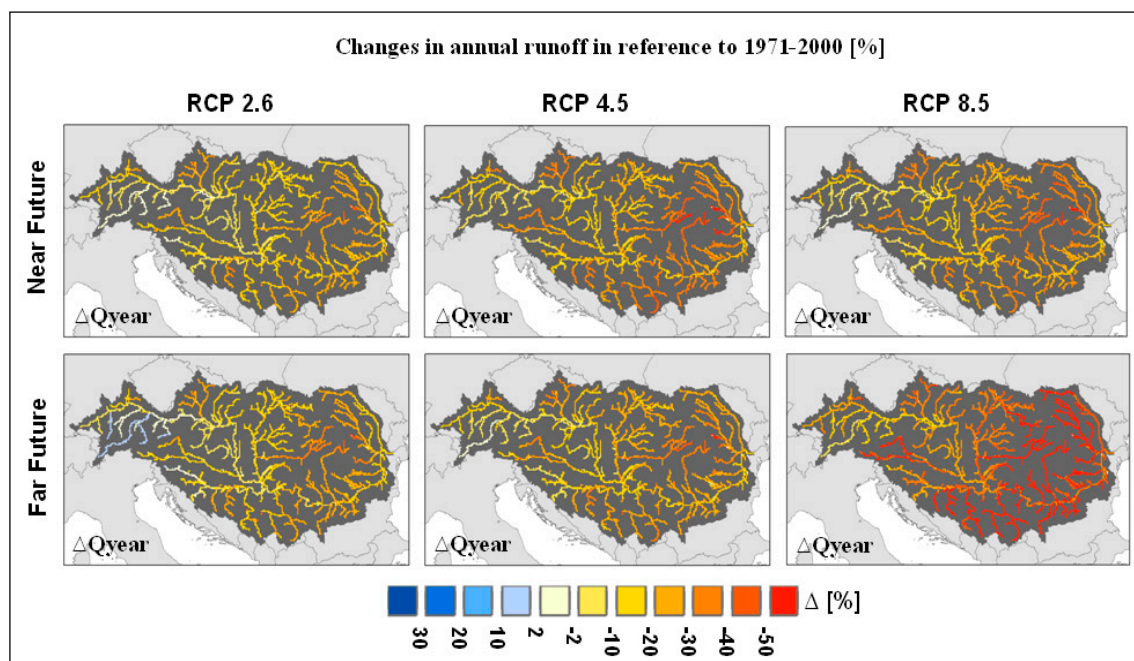 Changes in annual runoff in reference to 1971-2000 [%]
RCP 2.6 RCP 4.5 RCP 8.5
Near Future
ΔQyear ΔQyear ΔQyear
Far Future
ΔQyear ΔQyear ΔQyear
Δ [%]
30 20 10 2 -2 -10 -20 -30 -40 -50